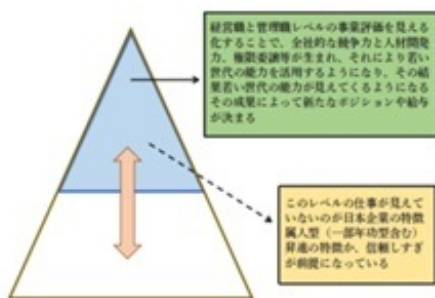 経営職と管理職レベルの事業評価を見える
化することで、全社的な競争力と人材開発
力、権限委譲等が生まれ、それにより若い
世代の能力を活用するようになり、その結
果若い世代の能力が見えてくるようになる
その成果によって新たなポジションや給与
が決まる
このレベルの仕事が見えて
いないのが日本企業の特徴
属人型（一部年功型含む）
昇進の特徴か、信頼しすぎ
が前提になっている